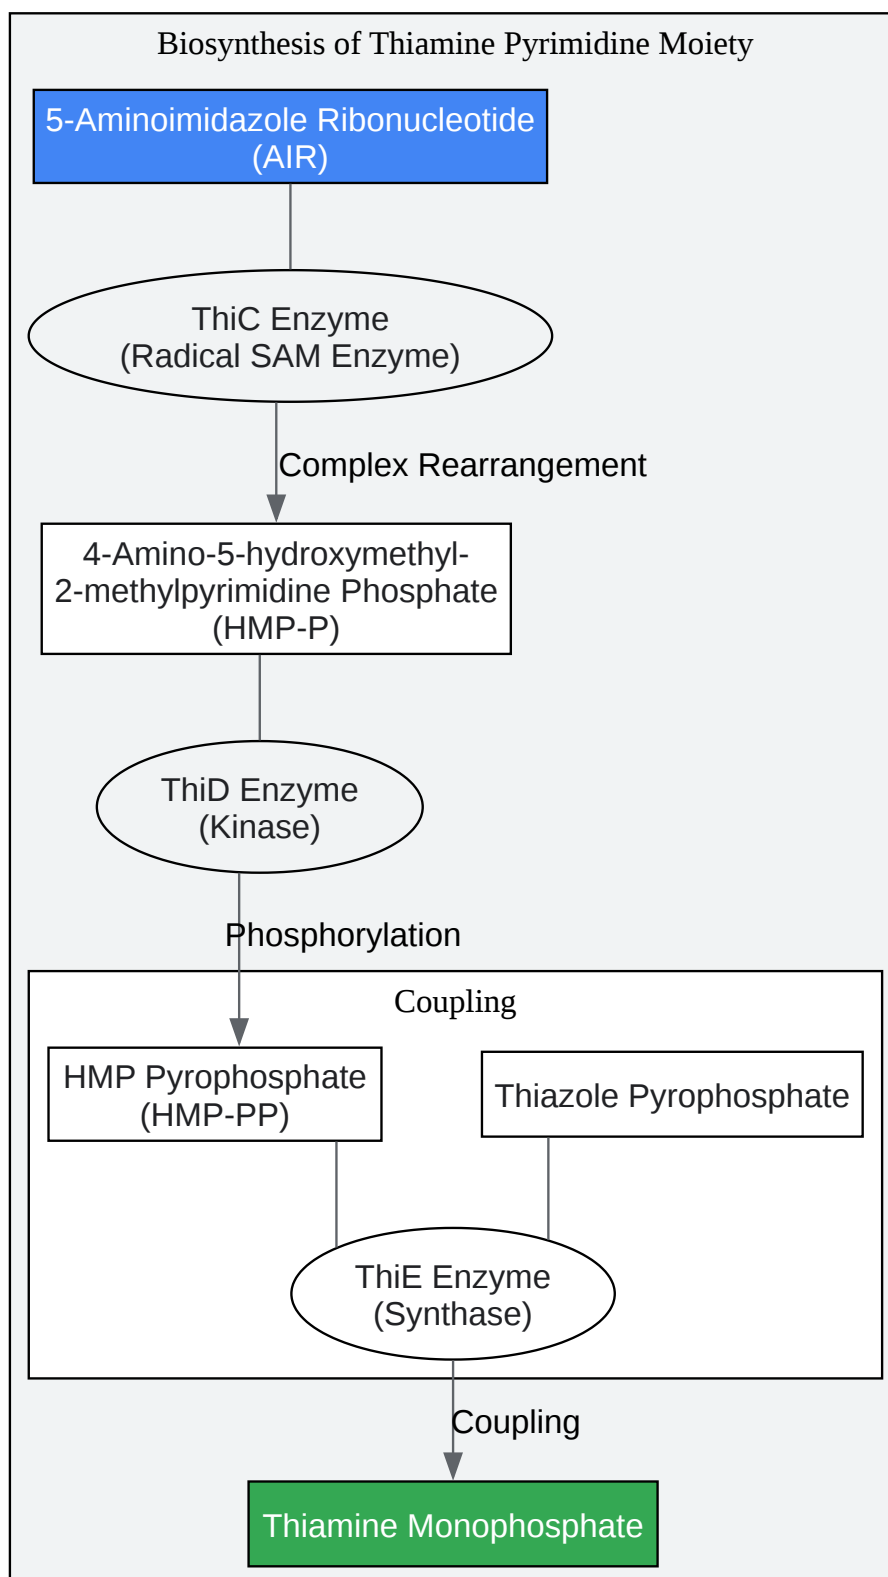 Biosynthesis of Thiamine Pyrimidine Moiety
5-Aminoimidazole Ribonucleotide
(AIR)
ThiC Enzyme
(Radical SAM Enzyme)
Complex Rearrangement
4-Amino-5-hydroxymethyl-
2-methylpyrimidine Phosphate
(HMP-P)
ThiD Enzyme
(Kinase)
Phosphorylation
Coupling
HMP Pyrophosphate
(HMP-PP)
Thiazole Pyrophosphate
ThiE Enzyme
(Synthase)
Coupling
Thiamine Monophosphate